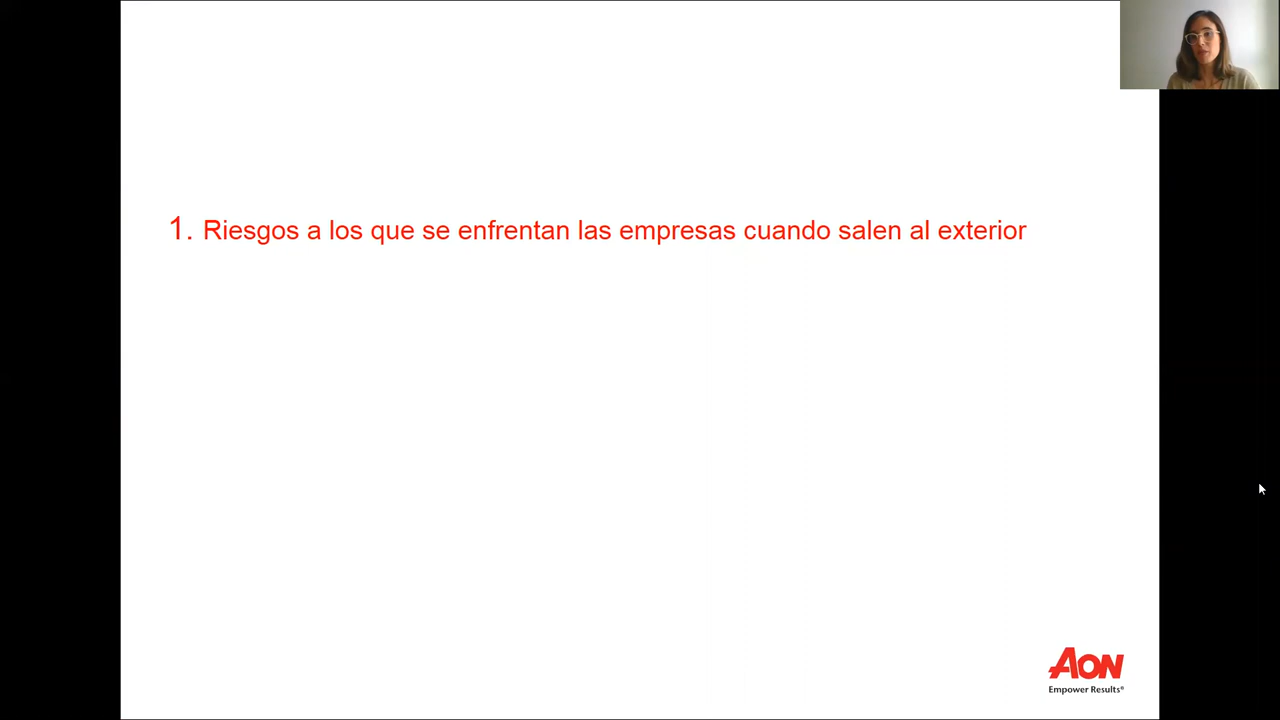 1. Riesgos a los que se enfrentan las empresas cuando salen al exterior
AON
Empower Results®